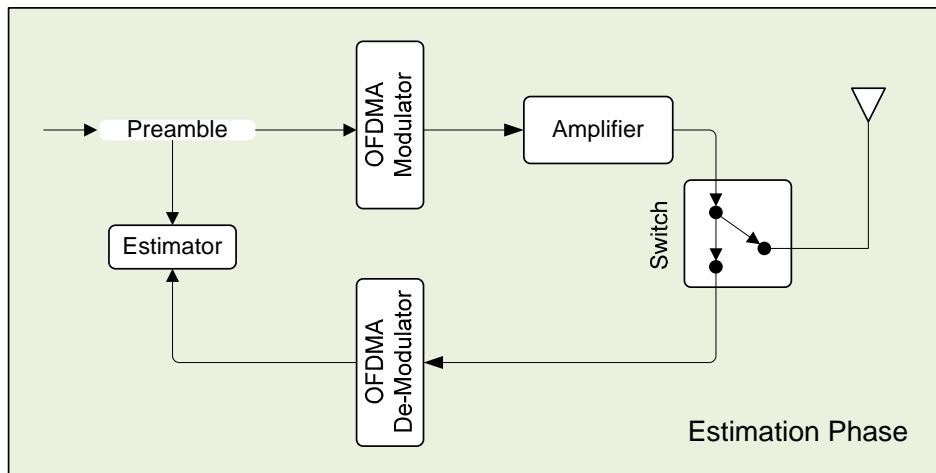 Preamble
OFDMA
Modulator
Amplifier
Switch
Estimator
OFDMA
De-Modulator
Estimation Phase